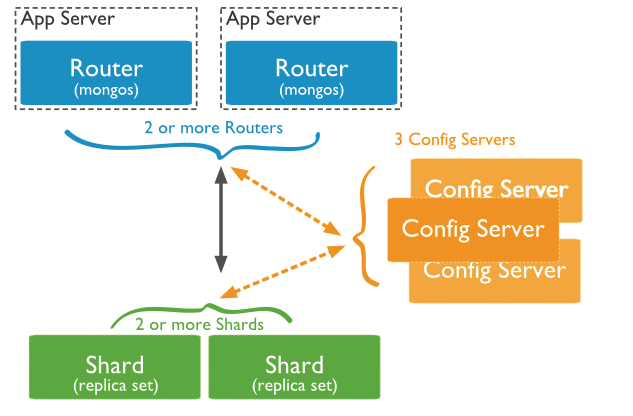 App Server
App Server
Router
(mongos)
Router
(mongos)
2 or more Routers
3 Config Servers
Config Server
Config Server
Config Server
2 or more Shards
Shard
(replica set)
Shard
(replica set)